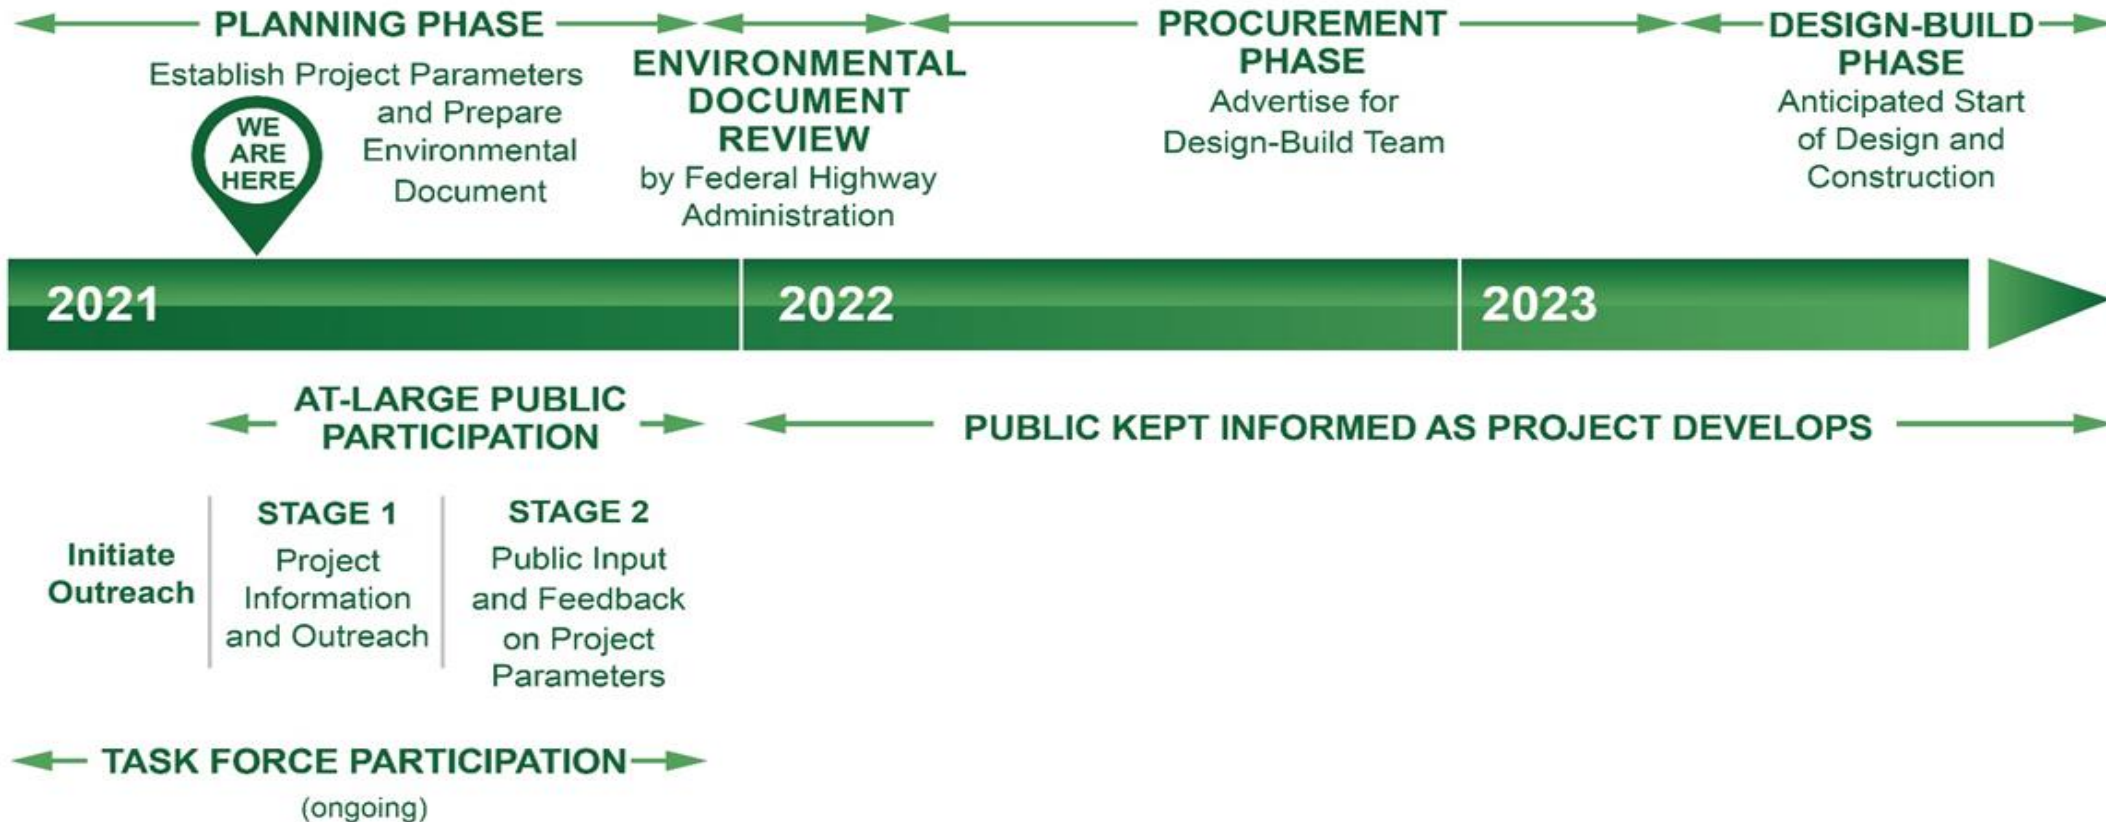 PLANNING PHASE
Establish Project Parameters
and Prepare
Environmental
Document
WE
ARE
HERE
ENVIRONMENTAL
DOCUMENT
REVIEW
by Federal Highway
Administration
PROCUREMENT
PHASE
Advertise for
Design-Build Team
DESIGN-BUILD
PHASE
Anticipated Start
of Design and
Construction
2021
2022
2023
AT-LARGE PUBLIC
PARTICIPATION
PUBLIC KEPT INFORMED AS PROJECT DEVELOPS
Initiate
Outreach
STAGE 1
Project
Information
and Outreach
STAGE 2
Public Input
and Feedback
on Project
Parameters
TASK FORCE PARTICIPATION
(ongoing)